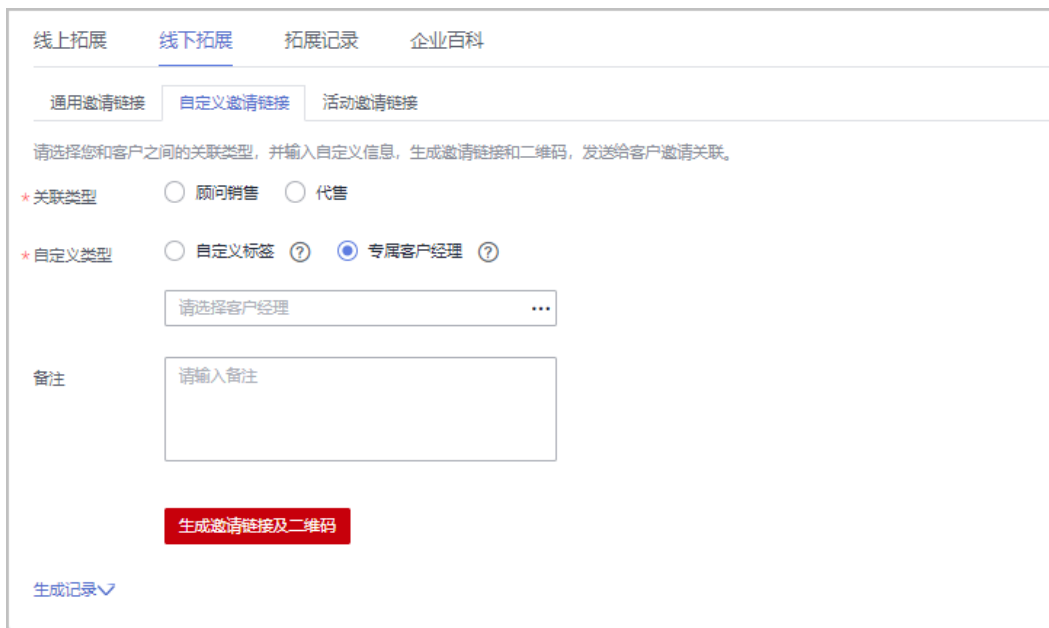 线上拓展 线下拓展 拓展记录 企业百科
通用邀请链接 自定义邀请链接 活动邀请链接
请选择您和客户之间的关联类型，并输入自定义信息，生成邀请链接和二维码，发送给客户邀请关联。
*关联类型 顾问销售 代售
*自定义类型 自定义标签 ? 专属客户经理 ?
请选择客户经理 ...
备注 请输入备注
生成邀请链接及二维码
生成记录